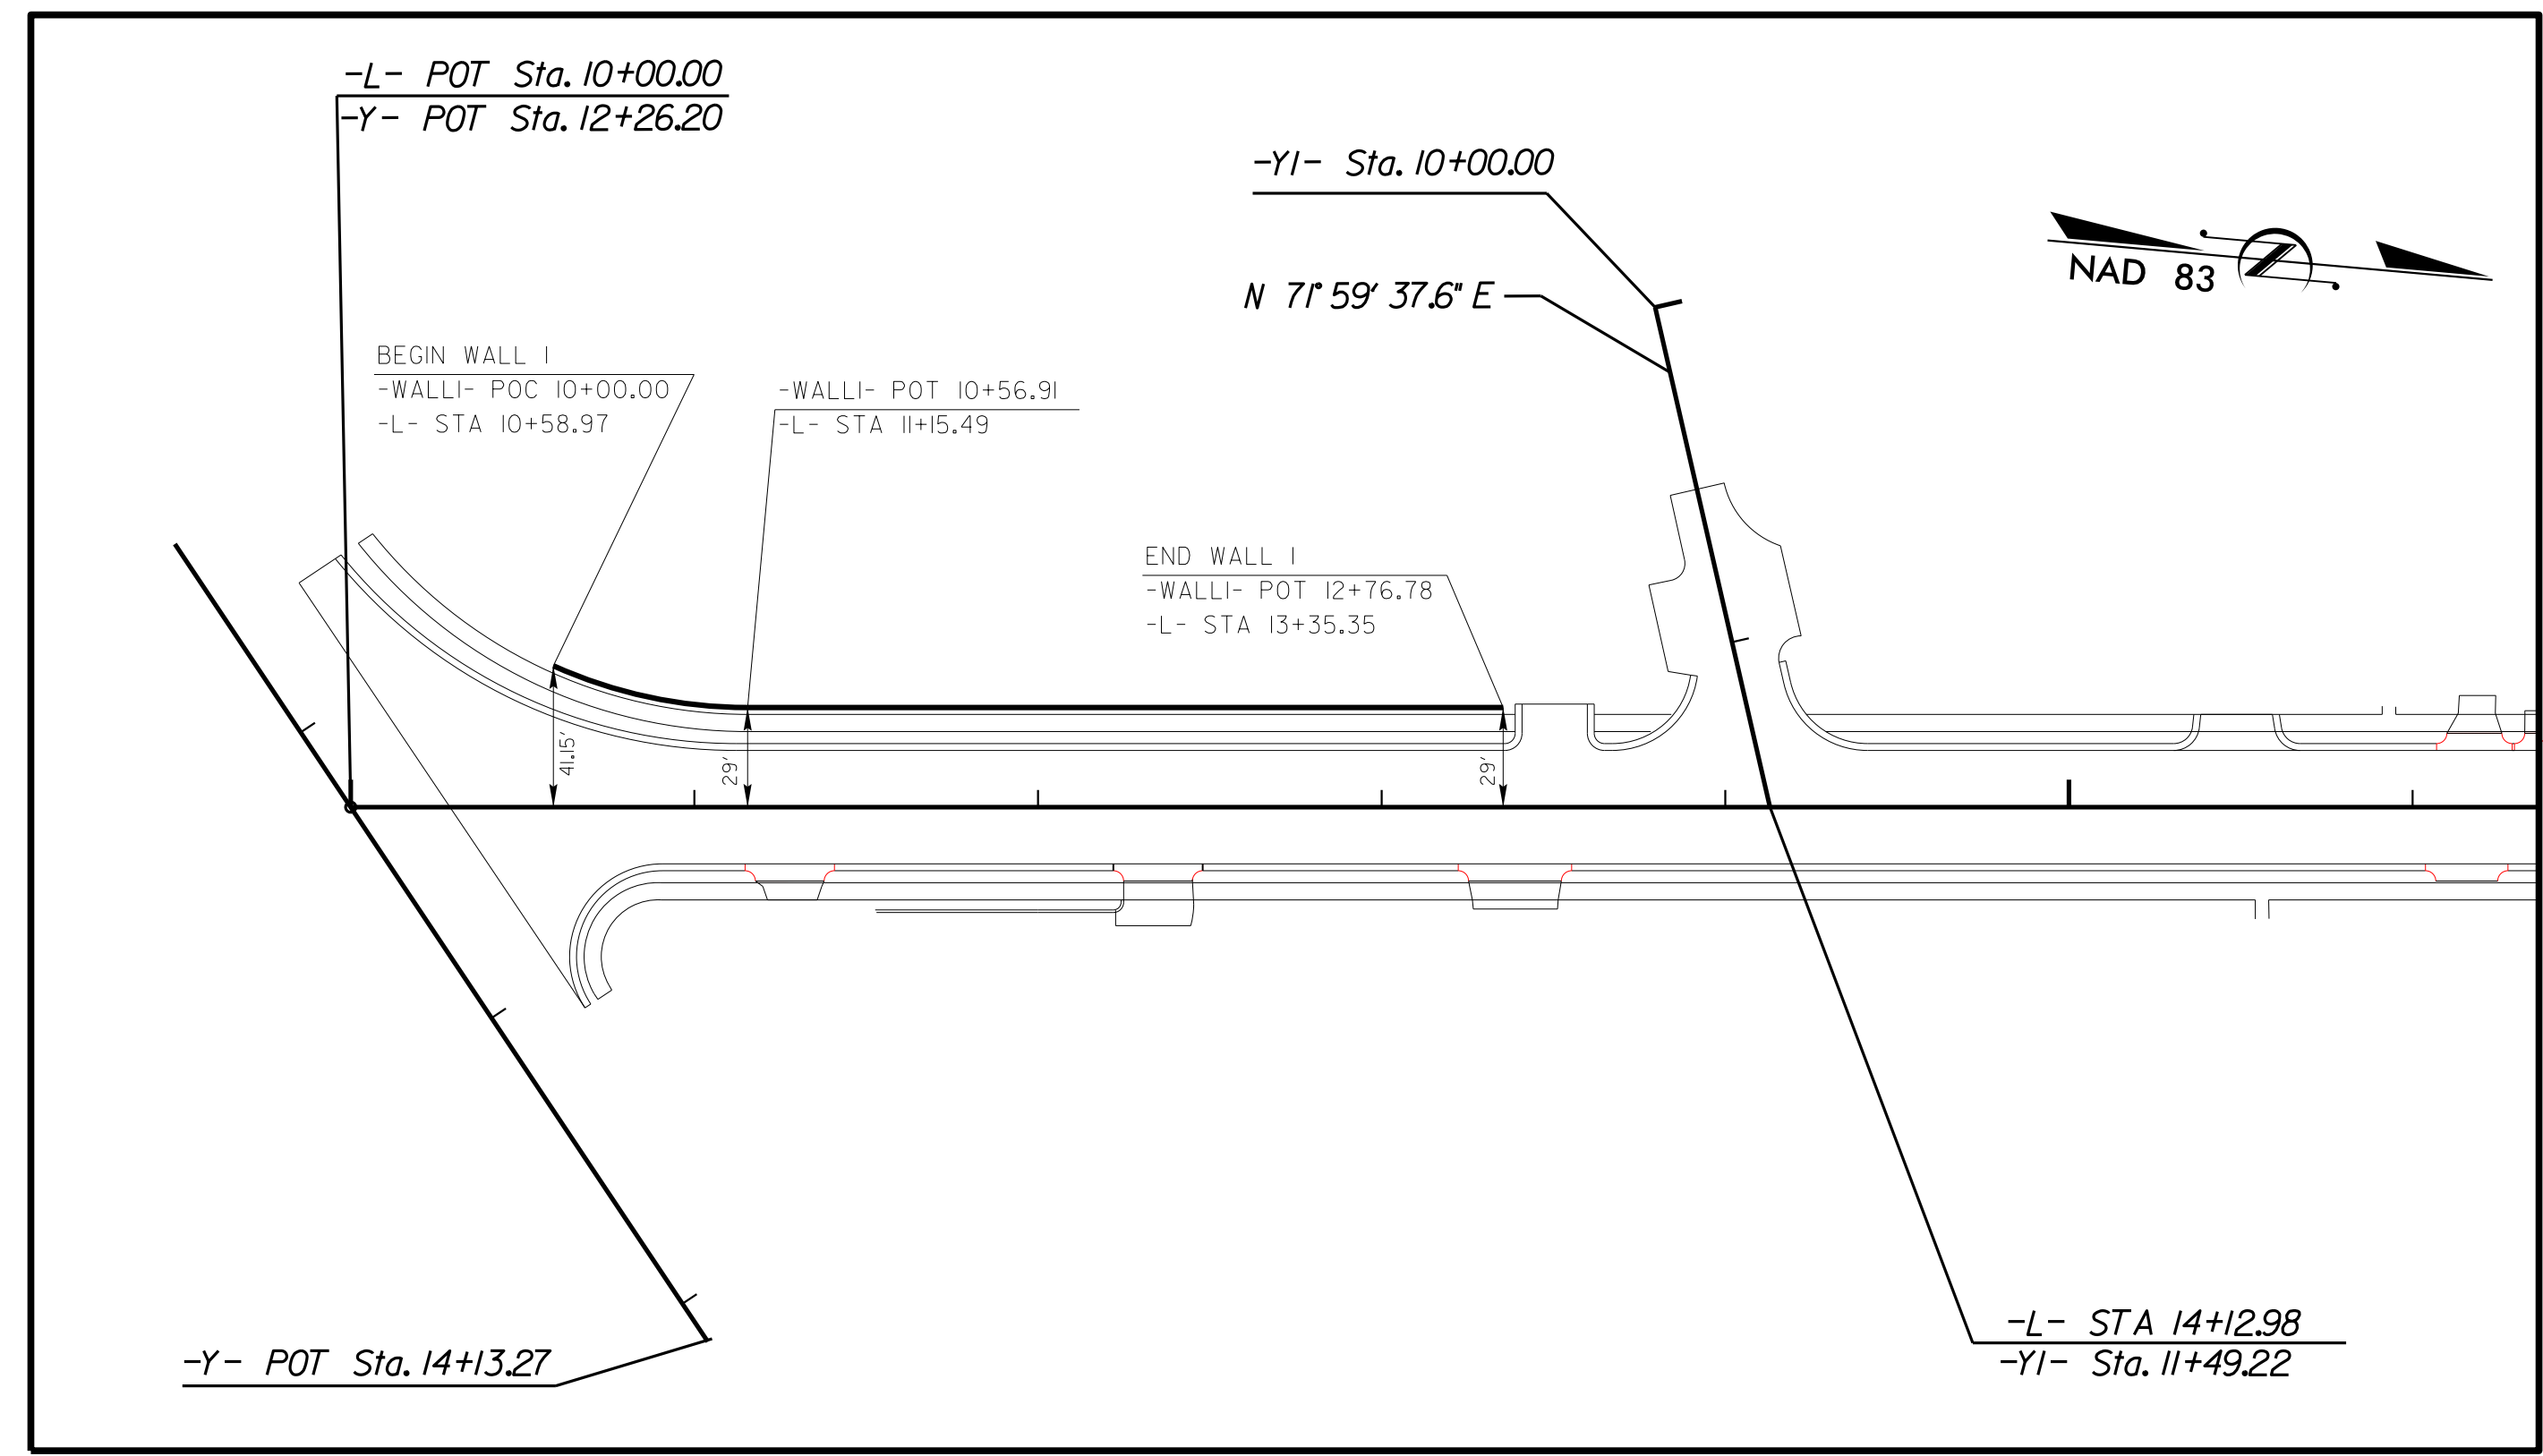 -L- POT Sta. 10+00.00
-Y- POT Sta. 12+26.20
-Y1- Sta. 10+00.00
N 71° 59' 37.6" E
NAD 83
BEGIN WALL 1
-WALL1- POC 10+00.00
-L- STA 10+58.97
-WALL1- POT 10+56.91
-L- STA 11+15.49
END WALL 1
-WALL1- POT 12+76.78
-L- STA 13+35.35
41.15'
29'
29'
-L- STA 14+12.98
-Y1- Sta. 11+49.22
-Y- POT Sta. 14+13.27